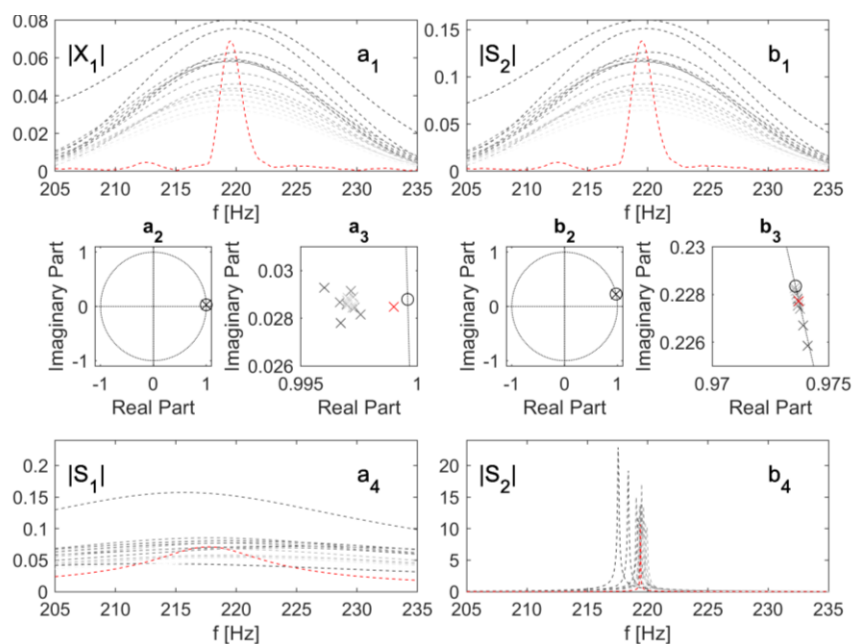 |X1| a1
0.08
0.06
0.04
0.02
0
205 210 215 220 225 230 235
f [Hz]
|S2| b1
0.15
0.1
0.05
0
205 210 215 220 225 230 235
f [Hz]
a2
Imaginary Part
1
0
-1
-1 0 1
Real Part
a3
Imaginary Part
0.03
0.028
0.026
0.995 1
Real Part
b2
Imaginary Part
1
0
-1
-1 0 1
Real Part
b3
Imaginary Part
0.23
0.228
0.226
0.97 0.975
Real Part
|S1| a4
0.2
0.15
0.1
0.05
0
205 210 215 220 225 230 235
f [Hz]
|S2| b4
20
15
10
5
0
205 210 215 220 225 230 235
f [Hz]